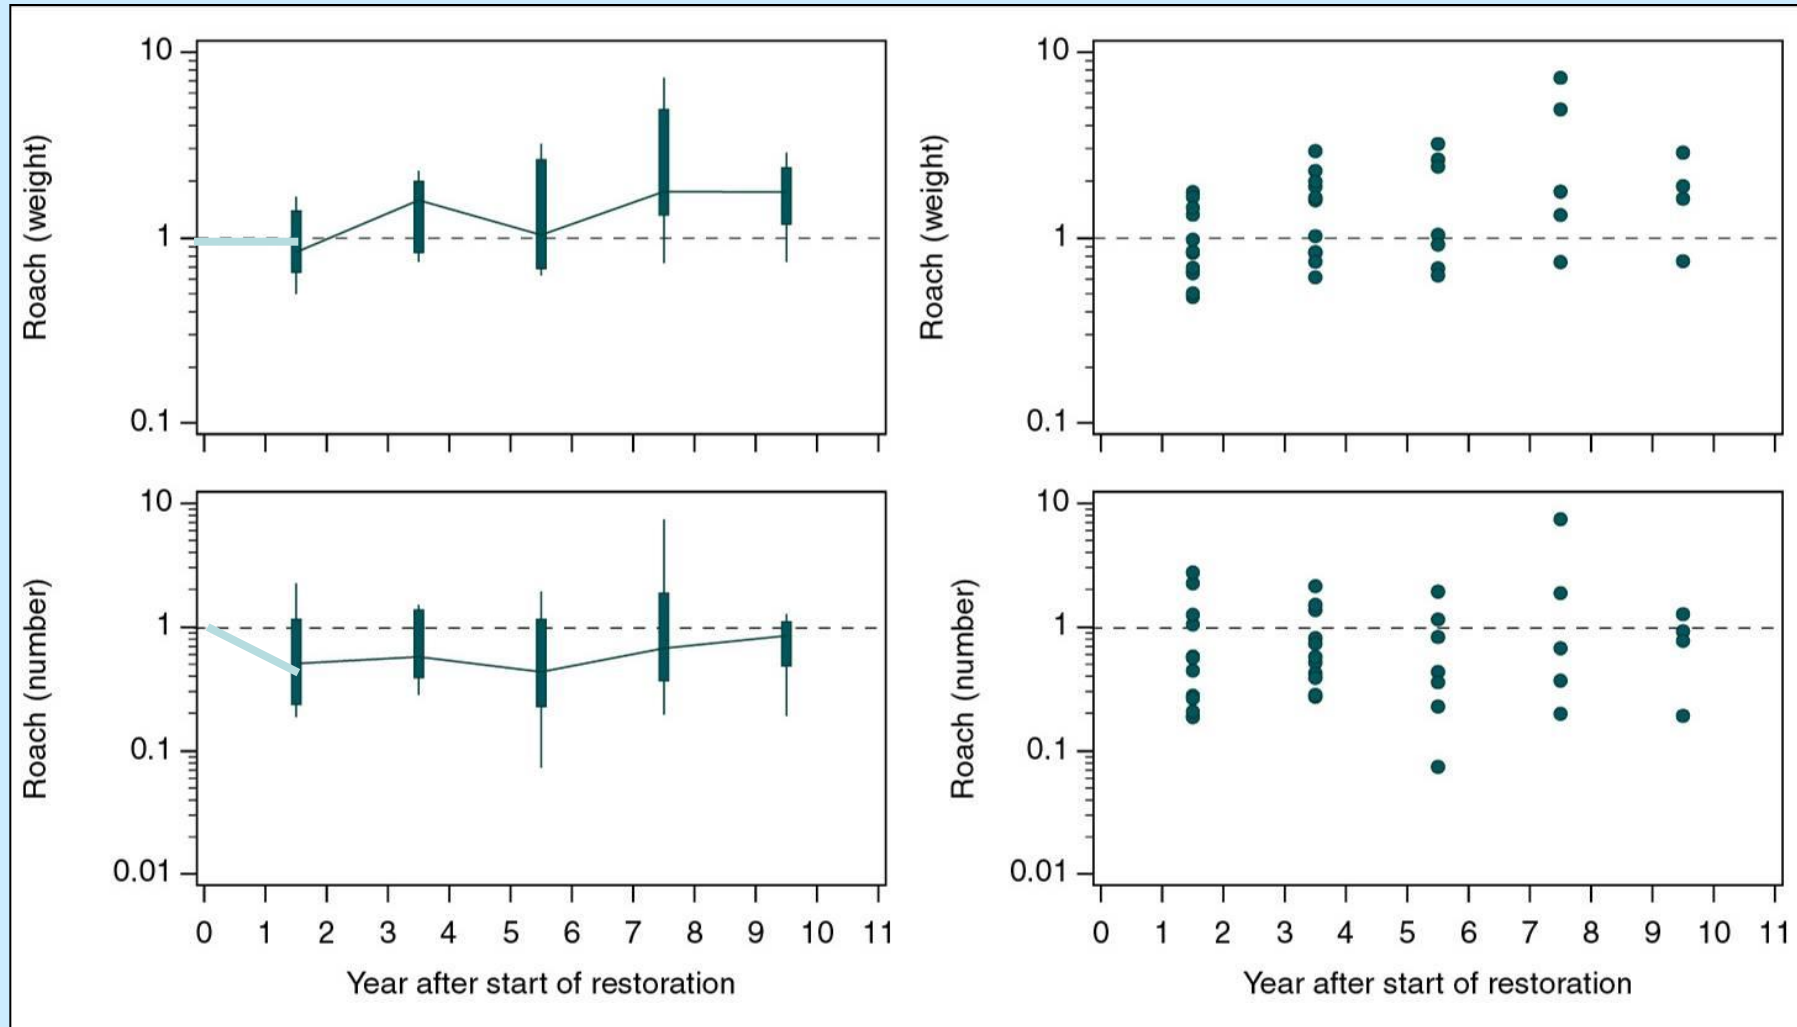 Roach (weight)
10
1
0.1
Roach (weight)
10
1
0.1
Roach (number)
10
1
0.1
0.01
0 1 2 3 4 5 6 7 8 9 10 11
Year after start of restoration
Roach (number)
10
1
0.1
0.01
0 1 2 3 4 5 6 7 8 9 10 11
Year after start of restoration